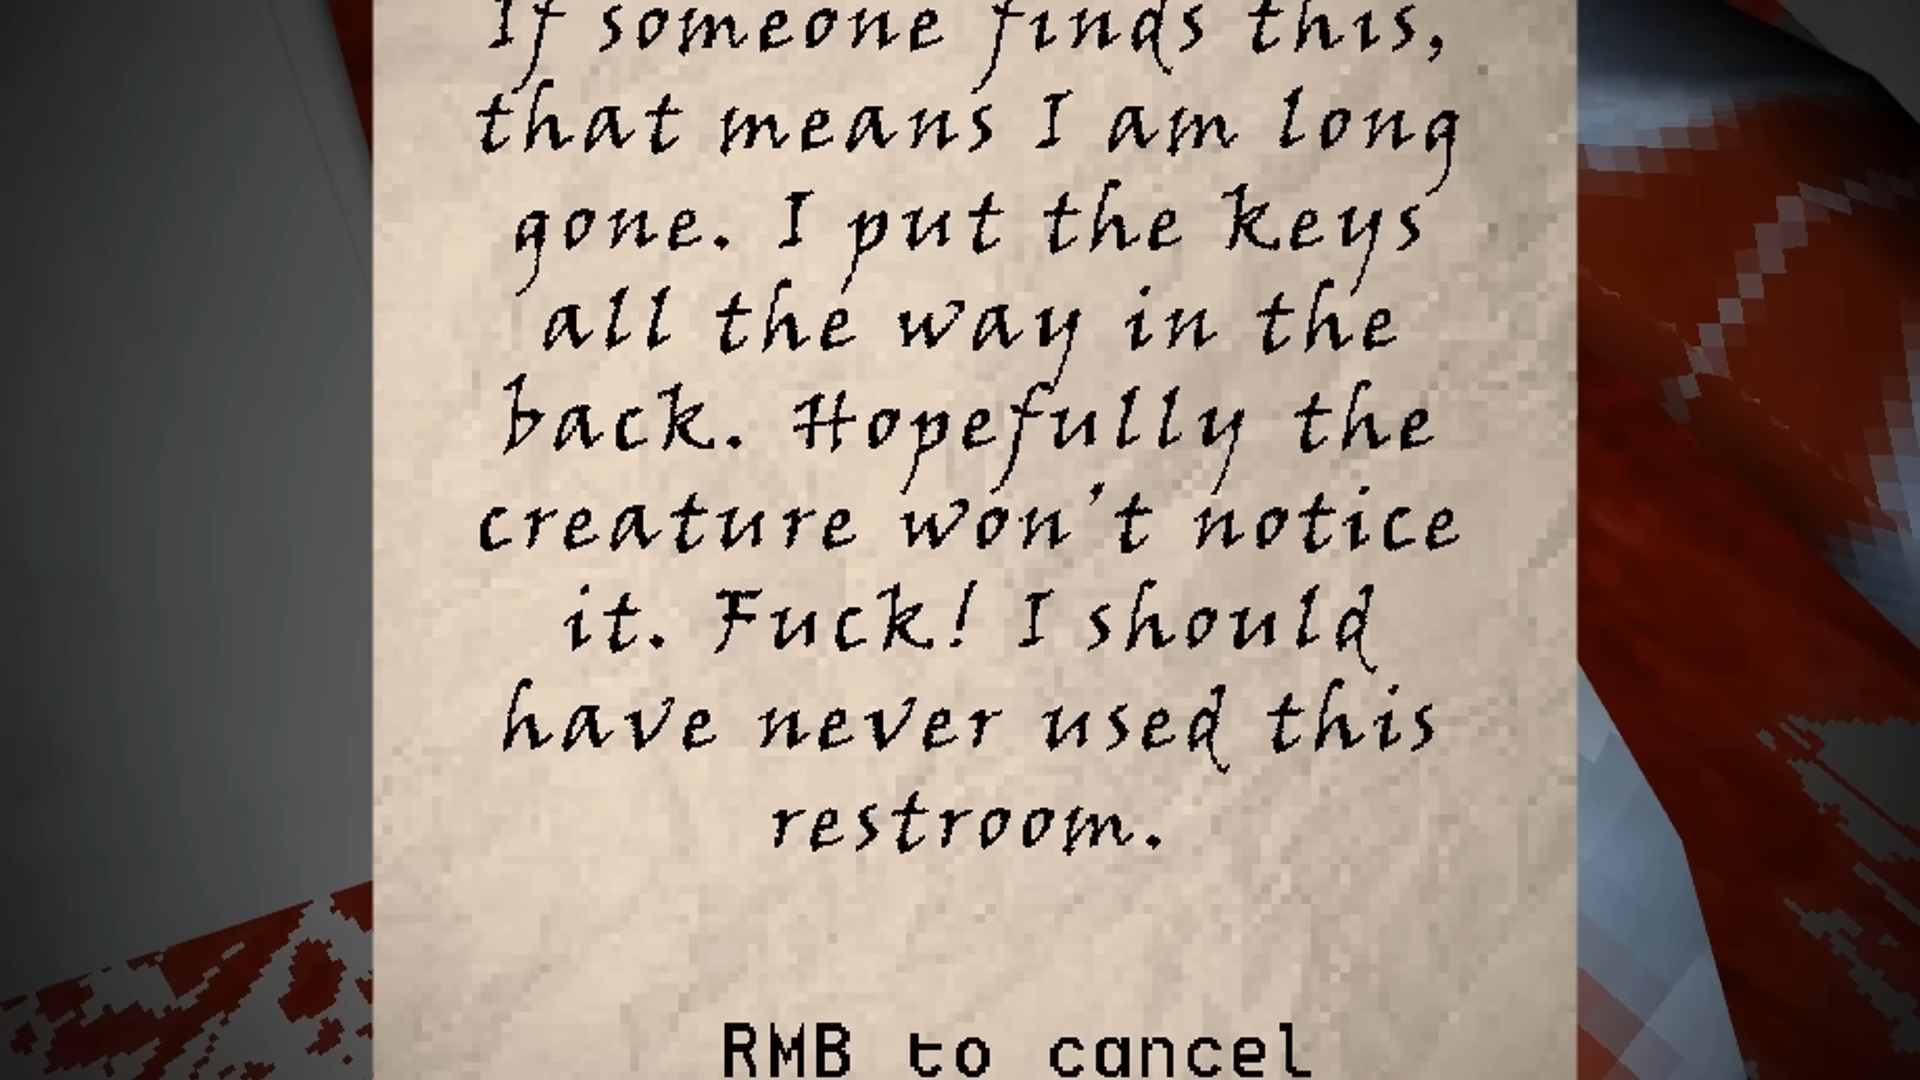 If someone finds this,
that means I am long
gone. I put the keys
all the way in the
back. Hopefully the
creature won't notice
it. Fuck! I should
have never used this
restroom.
RMB to cancel